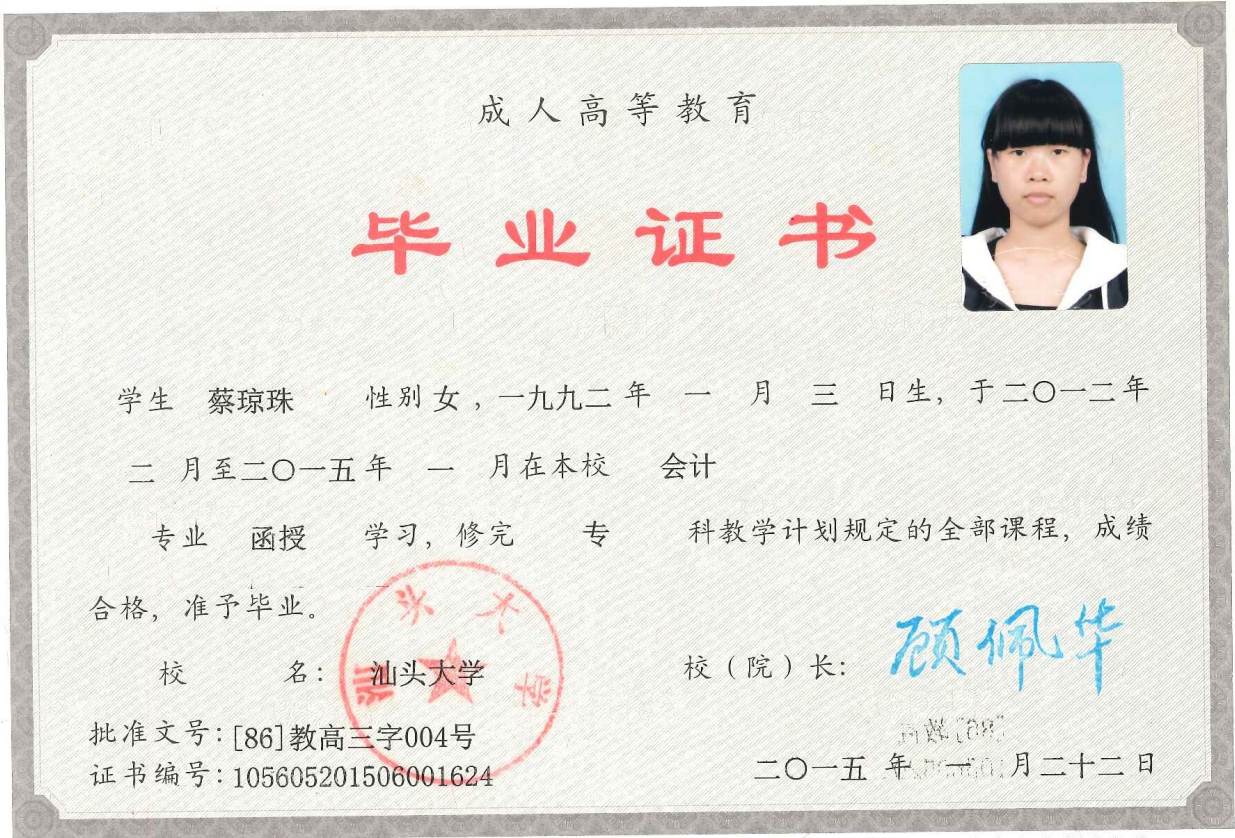 成人高等教育
毕业证书
学生 蔡琼珠 性别 女，一九九二 年 一 月 三 日生，于二〇一二年
二 月至二〇一五年 一 月在本校 会计
专业 函授 学习，修完 专 科教学计划规定的全部课程，成绩
合格，准予毕业。
校 名： 汕头大学 校（院）长： 顾佩华
汕头大学
批准文号：[86]教高三字004号
证书编号：105605201506001624 二〇一五 年 一 月二十二日